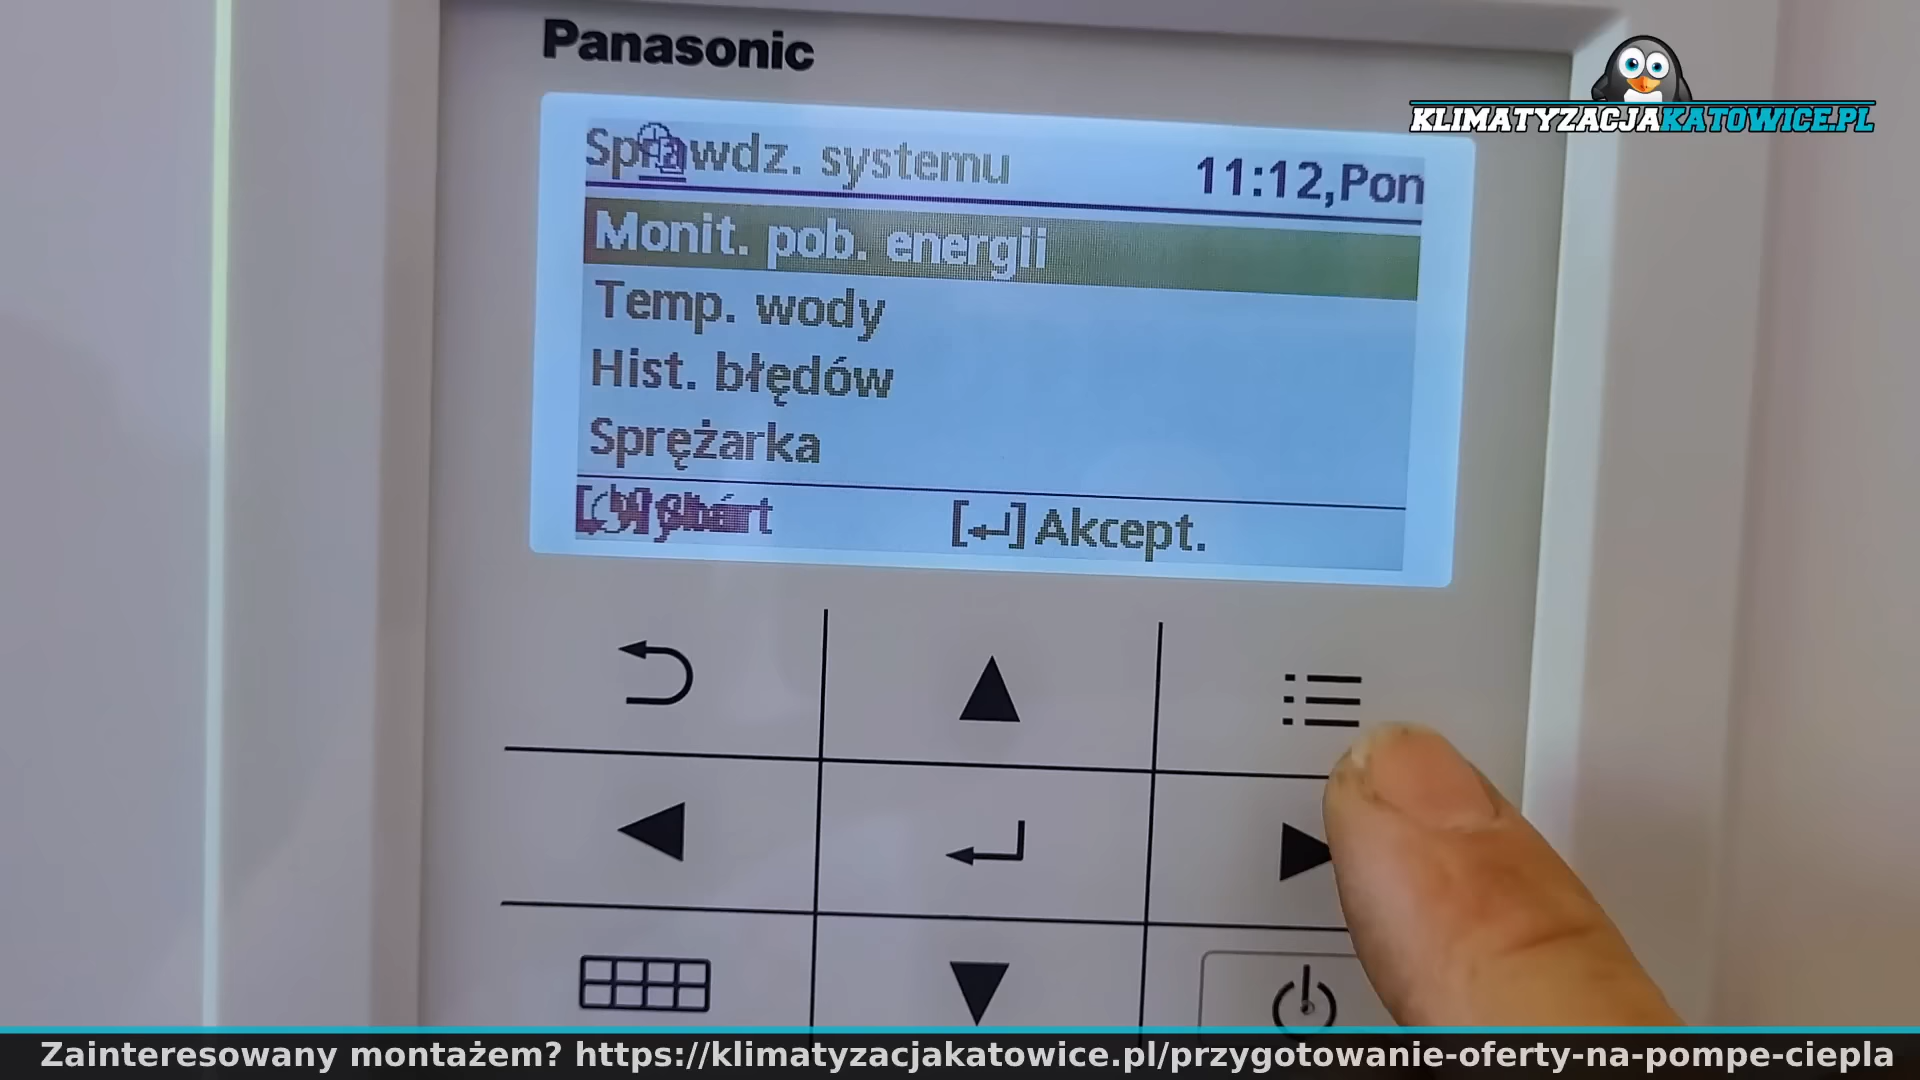 Panasonic
KLIMATYZACJAKATOWICE.PL
Sprawdz. systemu 11:12,Pon
Monit. pob. energii
Temp. wody
Hist. błędów
Sprężarka
[↵]Akcept.
Zainteresowany montażem? https://klimatyzacjakatowice.pl/przygotowanie-oferty-na-pompe-ciepla